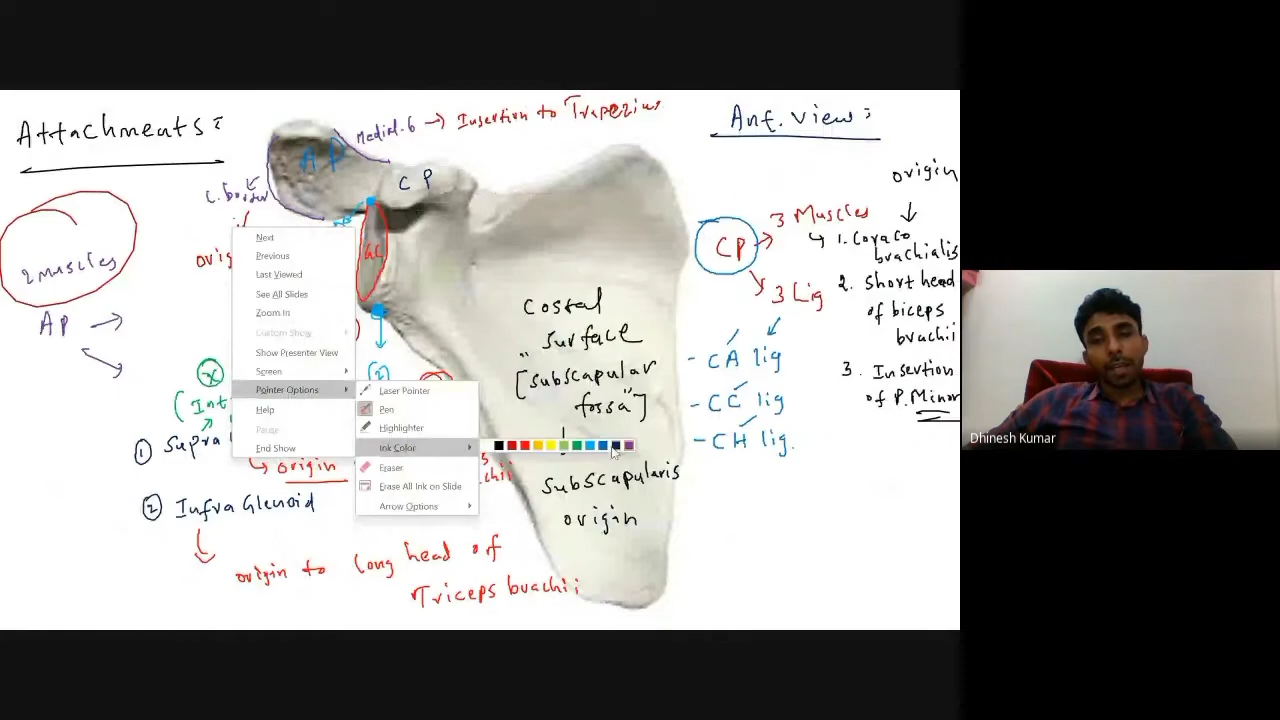 Attachments:
Medial.b → Insertion to Trapezius
Ant. View:
AP
CP
origin
2 Muscles
AP
GC
CP
3 Muscles
1. Coraco
brachialis
2. Short head
of biceps
brachii
3. Insertion
of P.Minor
3 Lig
- CA lig
- CC lig
- CH lig.
Costal
Surface
"
[Subscapular
fossa"]
Subscapularis
origin
(2)
(Int
① Supra
↳ origin
② Infra Glenoid
origin to long head of
Triceps brachii
Next
Previous
Last Viewed
See All Slides
Zoom In
Custom Show
Show Presenter View
Screen
Pointer Options
Help
Pause
End Show
Laser Pointer
Pen
Highlighter
Ink Color
Eraser
Erase All Ink on Slide
Arrow Options
Dhinesh Kumar